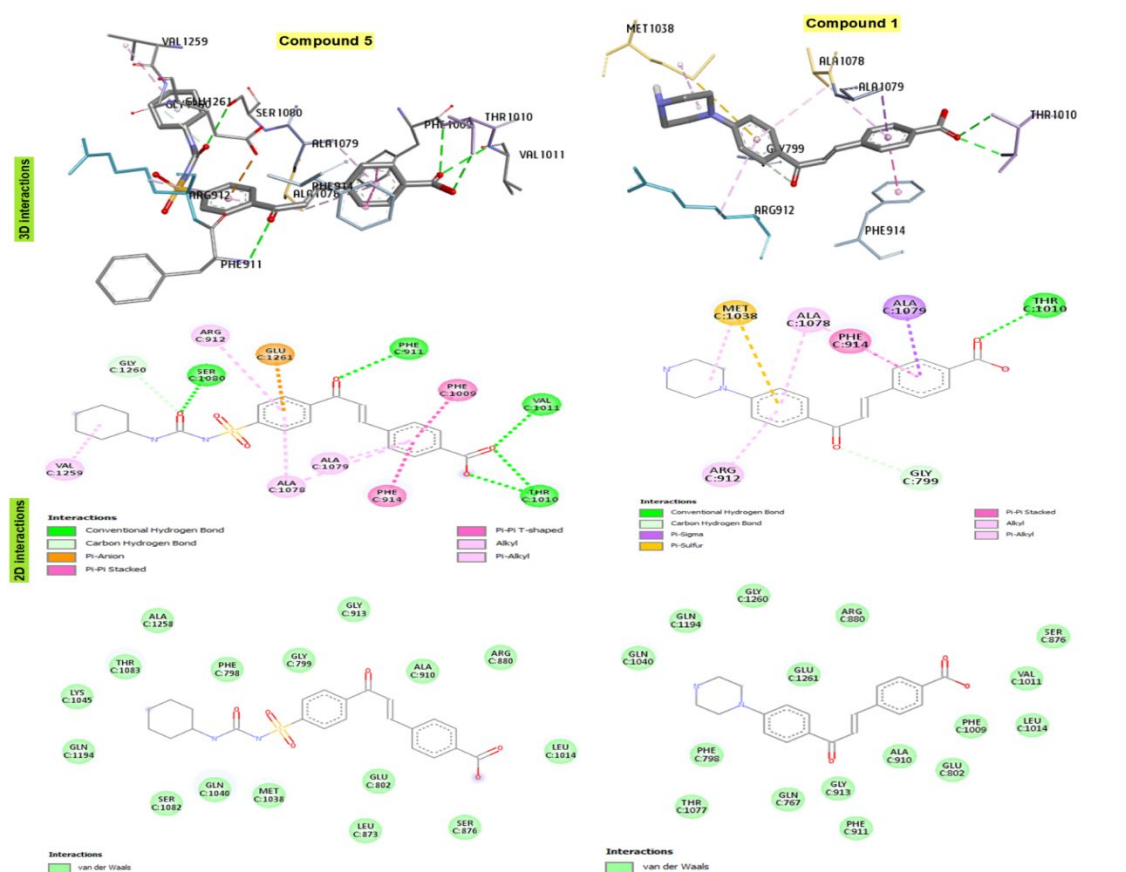 Compound 5
VAL1259
GLU1261
SER1080
ALA1079
PHE1009
THR1010
VAL1011
PHE914
ARG912
ALA1078
PHE911
3D interactions
Compound 1
MET1038
ALA1078
ALA1079
THR1010
GLY799
ARG912
PHE914
2D interactions
ARG
C:912
GLY
C:1260
SER
C:1080
GLU
C:1261
PHE
C:911
PHE
C:1009
VAL
C:1011
VAL
C:1259
ALA
C:1078
ALA
C:1079
PHE
C:914
THR
C:1010
O
O
O
O
O
O
N
N
S
Interactions
Conventional Hydrogen Bond
Carbon Hydrogen Bond
Pi-Anion
Pi-Pi Stacked
Pi-Pi T-shaped
Alkyl
Pi-Alkyl
MET
C:1038
ALA
C:1078
PHE
C:914
ALA
C:1079
THR
C:1010
ARG
C:912
GLY
C:799
N
N
O
O
O
Interactions
Conventional Hydrogen Bond
Carbon Hydrogen Bond
Pi-Sigma
Pi-Sulfur
Pi-Pi Stacked
Alkyl
Pi-Alkyl
ALA
C:1258
GLY
C:913
THR
C:1083
PHE
C:798
GLY
C:799
ALA
C:910
ARG
C:880
LYS
C:1045
GLN
C:1194
SER
C:1082
GLN
C:1040
MET
C:1038
GLU
C:802
LEU
C:873
SER
C:876
LEU
C:1014
Interactions
van der Waals
GLN
C:1194
GLY
C:1260
ARG
C:880
SER
C:876
GLN
C:1040
GLU
C:1261
VAL
C:1011
PHE
C:1009
LEU
C:1014
PHE
C:798
ALA
C:910
GLU
C:802
THR
C:1077
GLN
C:767
GLY
C:913
PHE
C:911
Interactions
van der Waals